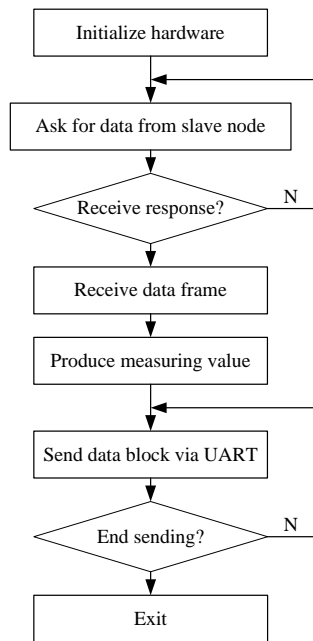 Initialize hardware
Ask for data from slave node
Receive response?
N
Receive data frame
Produce measuring value
Send data block via UART
End sending?
N
Exit